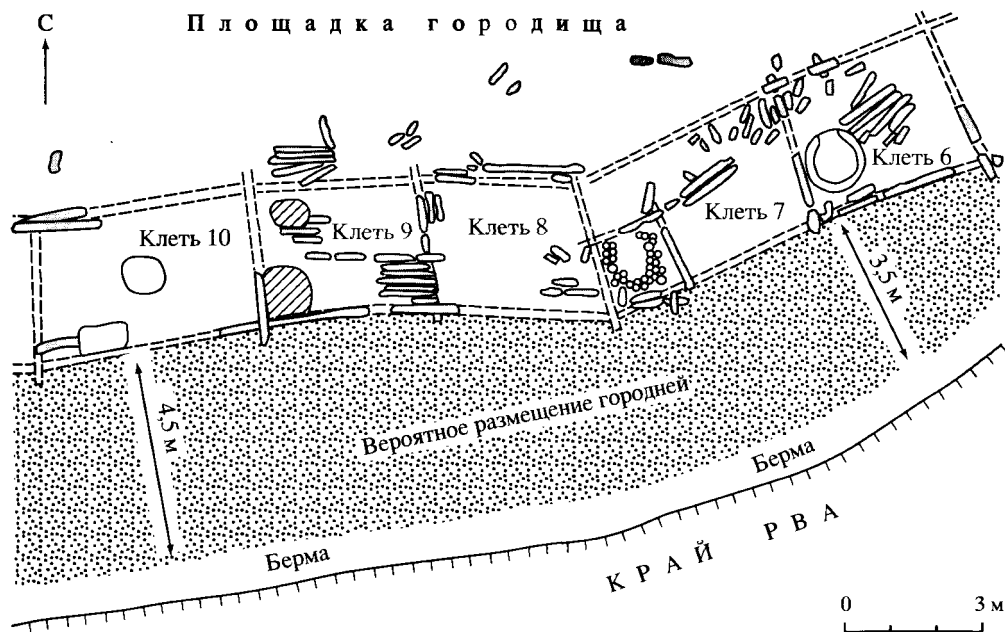 С
Площадка городища
Клеть 6
Клеть 7
Клеть 8
Клеть 9
Клеть 10
3,5 м
4,5 м
Вероятное размещение городней
Берма
Берма
КРАЙ РВА
0 3 м